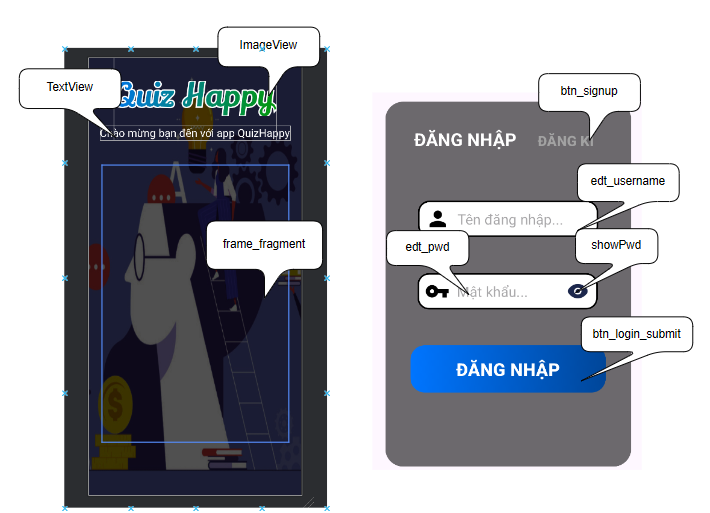 ImageView
TextView
Quiz Happy
Chào mừng bạn đến với app QuizHappy
frame_fragment
btn_signup
ĐĂNG NHẬP
ĐĂNG KÍ
edt_username
Tên đăng nhập...
edt_pwd
showPwd
Mật khẩu...
btn_login_submit
ĐĂNG NHẬP